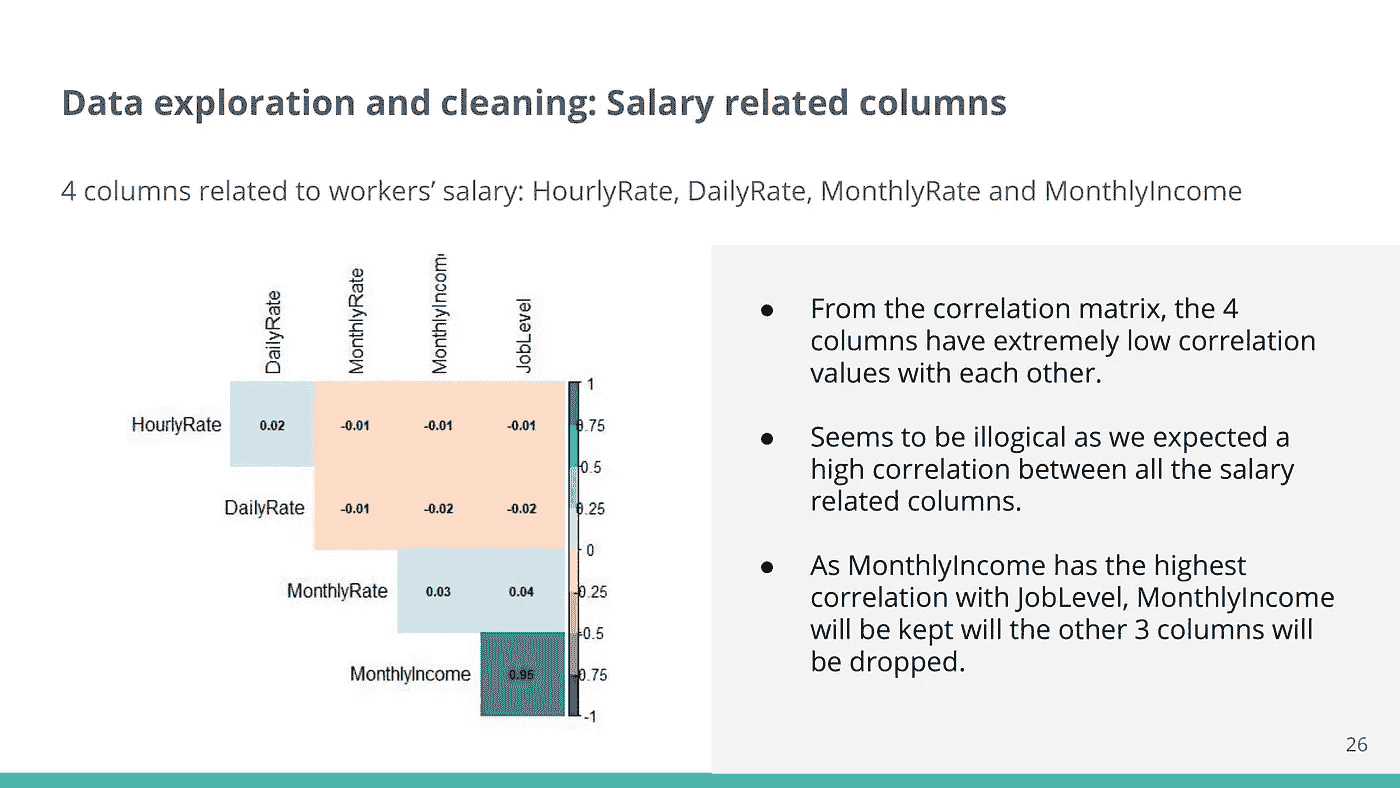 Data exploration and cleaning: Salary related columns
4 columns related to workers’ salary: HourlyRate, DailyRate, MonthlyRate and MonthlyIncome
DailyRate
MonthlyRate
MonthlyIncom
JobLevel
HourlyRate 0.02 -0.01 -0.01 -0.01
DailyRate -0.01 -0.02 -0.02
MonthlyRate 0.03 0.04
MonthlyIncome 0.95
1
0.75
0.5
0.25
0
-0.25
-0.5
-0.75
-1
● From the correlation matrix, the 4
columns have extremely low correlation
values with each other.
● Seems to be illogical as we expected a
high correlation between all the salary
related columns.
● As MonthlyIncome has the highest
correlation with JobLevel, MonthlyIncome
will be kept will the other 3 columns will
be dropped.
26